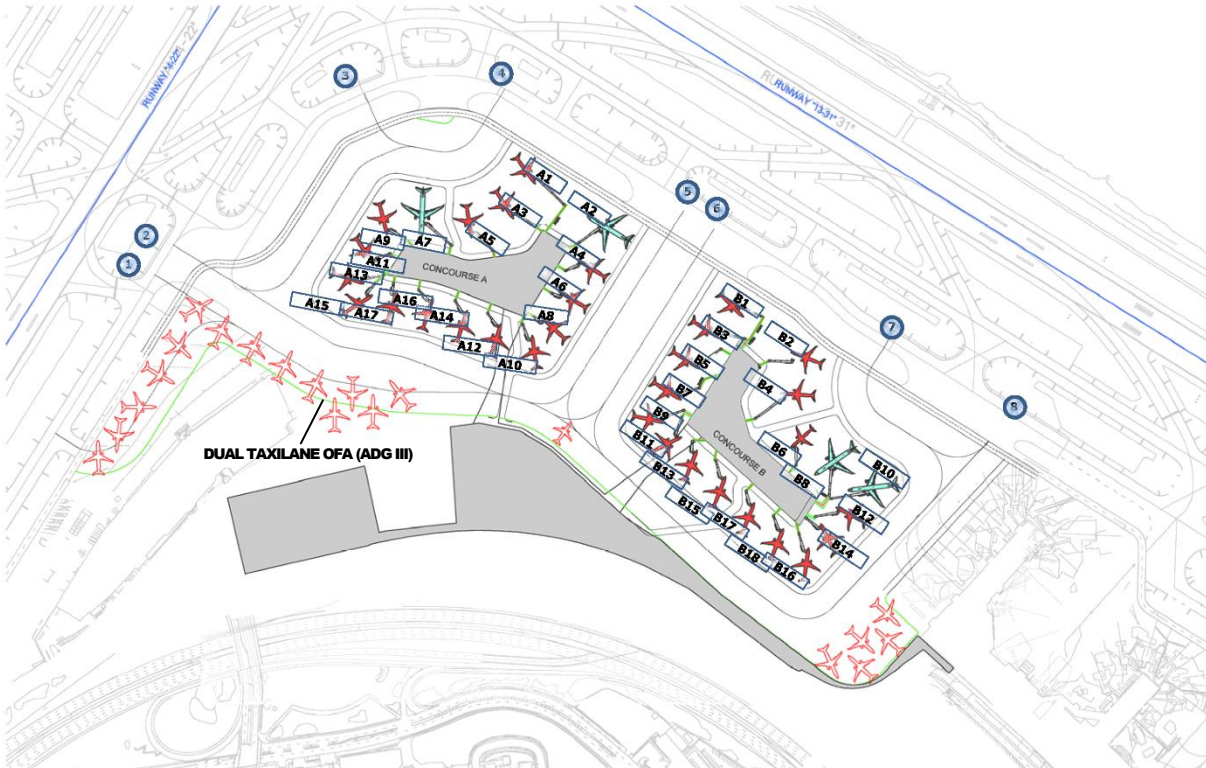 RUNWAY "4-22"
4 - 22°
RUNWAY "13-31"
31°
3
4
2
1
5
6
7
8
A1
A2
A3
A4
A5
A6
A7
A8
A9
A11
A13
A15
A17
A16
A14
A12
A10
CONCOURSE A
B1
B2
B3
B4
B5
B6
B7
B8
B9
B10
B11
B12
B13
B14
B15
B17
B18
B16
CONCOURSE B
DUAL TAXILANE OFA (ADG III)